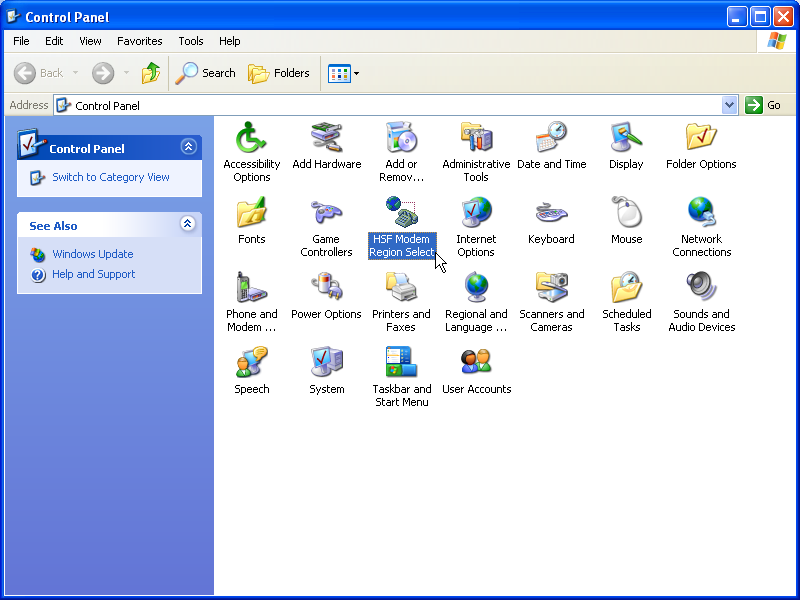 Control Panel
File Edit View Favorites Tools Help
Back Search Folders
Address Control Panel Go
Control Panel
Switch to Category View
See Also
Windows Update
Help and Support
Accessibility
Options
Add Hardware
Add or
Remov...
Administrative
Tools
Date and Time
Display
Folder Options
Fonts
Game
Controllers
HSF Modem
Region Select
Internet
Options
Keyboard
Mouse
Network
Connections
Phone and
Modem ...
Power Options
Printers and
Faxes
Regional and
Language ...
Scanners and
Cameras
Scheduled
Tasks
Sounds and
Audio Devices
Speech
System
Taskbar and
Start Menu
User Accounts